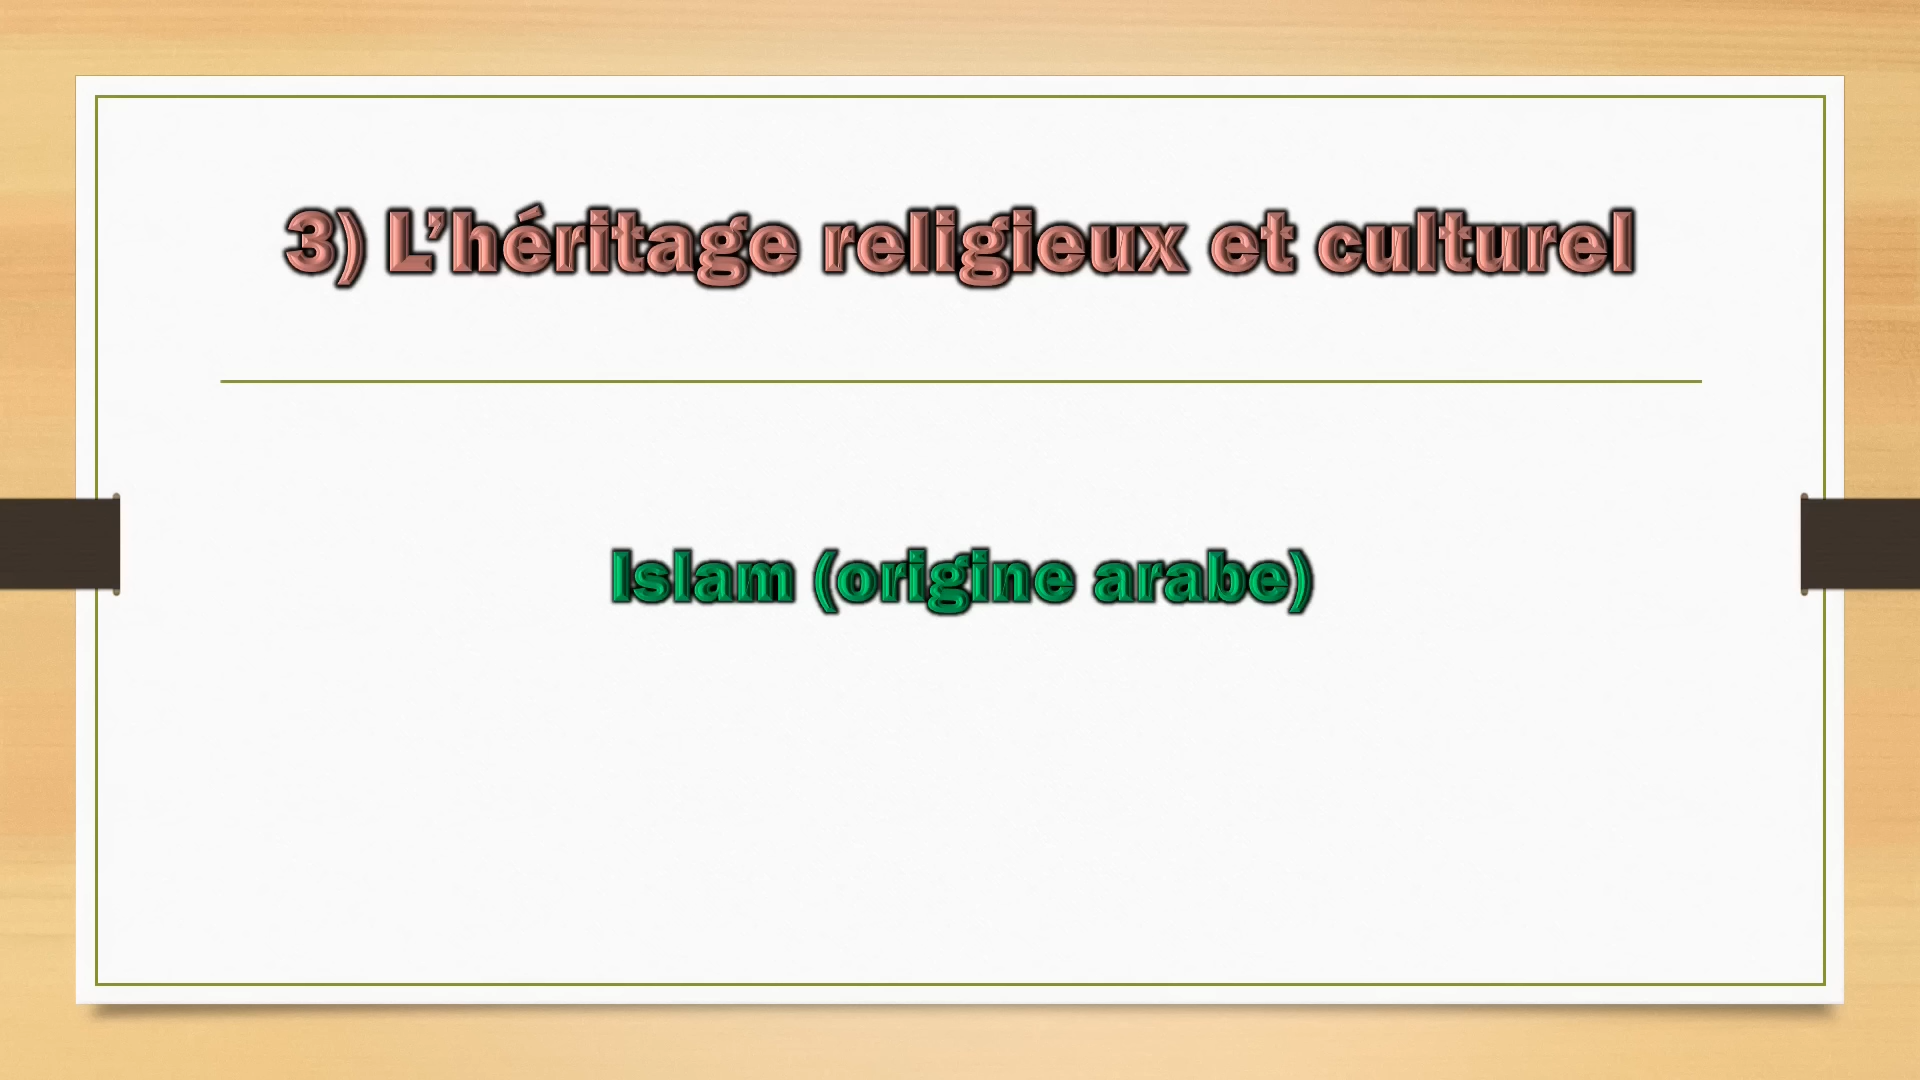 3) L’héritage religieux et culturel
Islam (origine arabe)